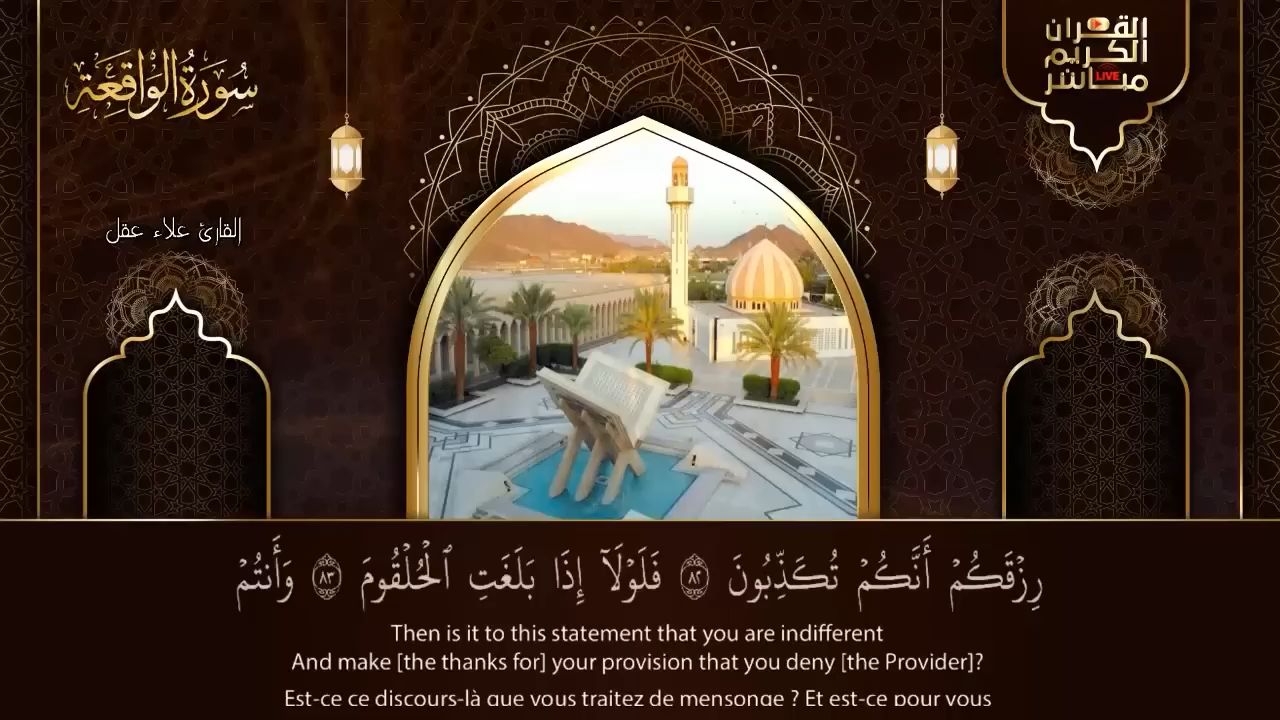 سُورَةُ الوَاقِعَة
القرآن
الكريم
مباشر
LIVE
القارئ علاء عقل
رِزْقَكُمْ أَنَّكُمْ تُكَذِّبُونَ ٨٢ فَلَوْلَآ إِذَا بَلَغَتِ ٱلْحُلْقُومَ ٨٣ وَأَنتُمْ
Then is it to this statement that you are indifferent
And make [the thanks for] your provision that you deny [the Provider]?
Est-ce ce discours-là que vous traitez de mensonge ? Et est-ce pour vous